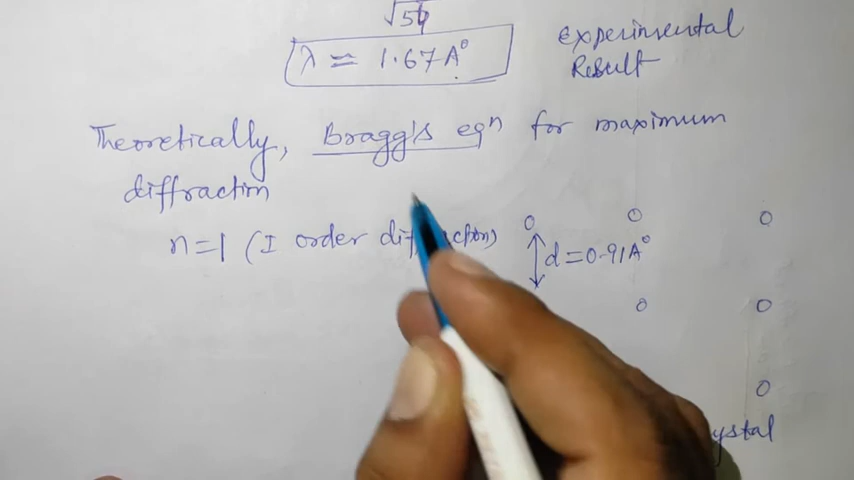 √54
λ = 1.67 A°
Experimental
Result
Theoretically, Bragg's eqⁿ for maximum
diffraction
n=1 (I order diffraction)
d=0.91A°